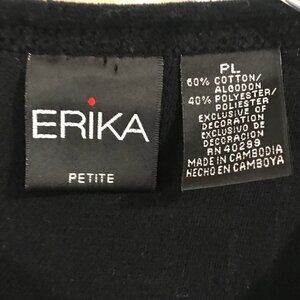 ERIKA
PETITE
PL
60% COTTON/
ALGODON
40% POLYESTER/
POLIESTER
EXCLUSIVE OF
DECORATION
EXCLUSIVO DE
DECORACION
RN 40299
MADE IN CAMBODIA
HECHO EN CAMBOYA